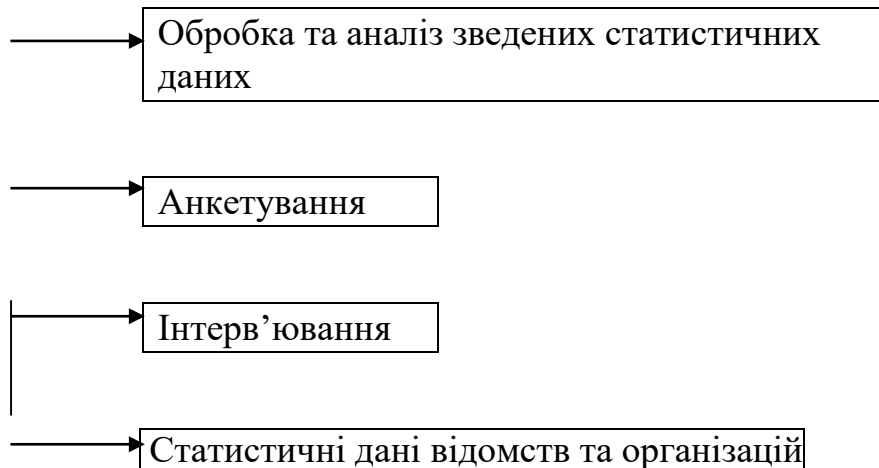 Обробка та аналіз зведених статистичних
даних
Анкетування
Інтерв’ювання
Статистичні дані відомств та організацій